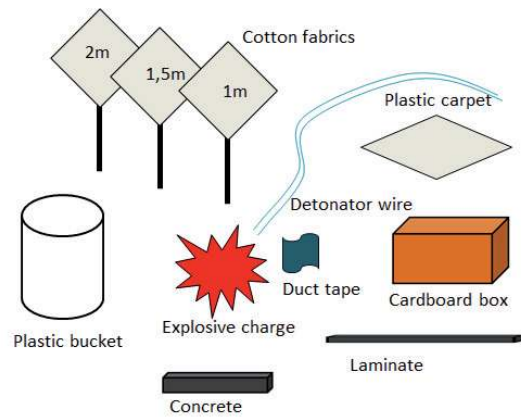 Cotton fabrics
2m
1,5m
1m
Plastic carpet
Detonator wire
Duct tape
Cardboard box
Plastic bucket
Explosive charge
Laminate
Concrete